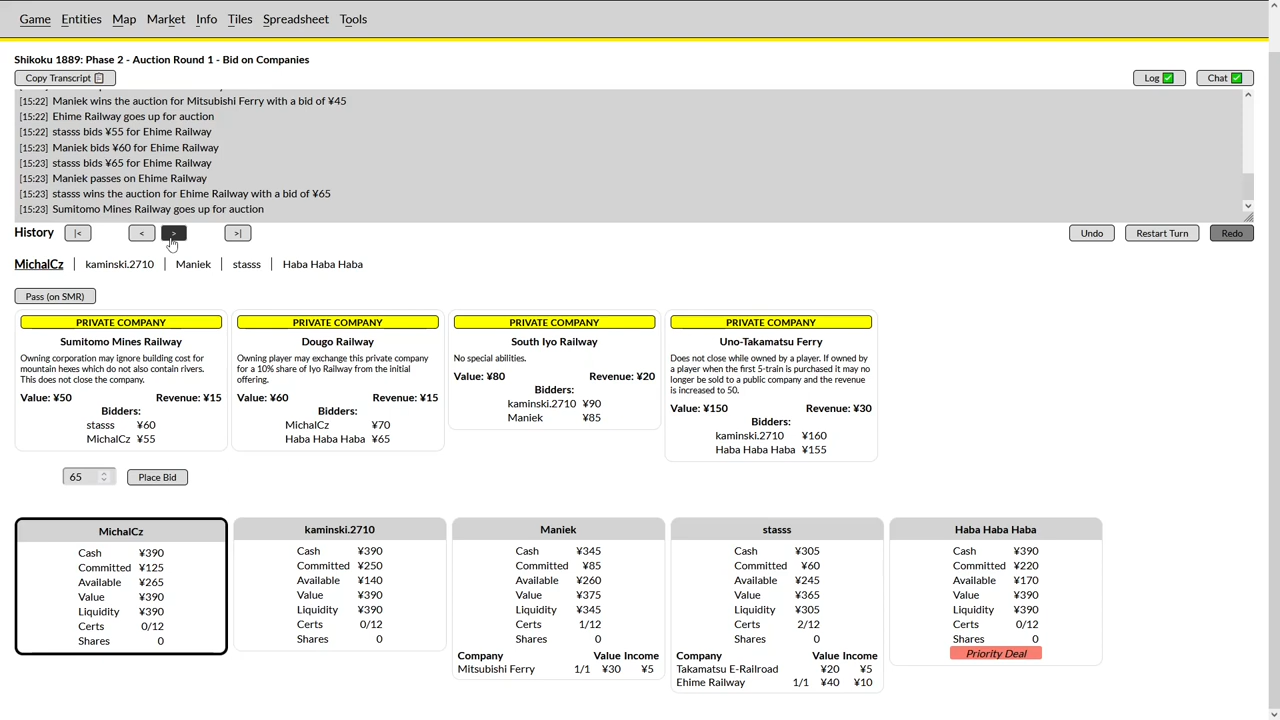 Game Entities Map Market Info Tiles Spreadsheet Tools
Shikoku 1889: Phase 2 - Auction Round 1 - Bid on Companies
Copy Transcript Log Chat
[15:22] Maniek wins the auction for Mitsubishi Ferry with a bid of ¥45
[15:22] Ehime Railway goes up for auction
[15:22] stasss bids ¥55 for Ehime Railway
[15:23] Maniek bids ¥60 for Ehime Railway
[15:23] stasss bids ¥65 for Ehime Railway
[15:23] Maniek passes on Ehime Railway
[15:23] stasss wins the auction for Ehime Railway with a bid of ¥65
[15:23] Sumitomo Mines Railway goes up for auction
History |< < > >| Undo Restart Turn Redo
MichalCz kaminski.2710 Maniek stasss Haba Haba Haba
Pass (on SMR)
PRIVATE COMPANY
Sumitomo Mines Railway
Owning corporation may ignore building cost for
mountain hexes which do not also contain rivers.
This does not close the company.
Value: ¥50 Revenue: ¥15
Bidders:
stasss ¥60
MichalCz ¥55
PRIVATE COMPANY
Dougo Railway
Owning player may exchange this private company
for a 10% share of Iyo Railway from the initial
offering.
Value: ¥60 Revenue: ¥15
Bidders:
MichalCz ¥70
Haba Haba Haba ¥65
PRIVATE COMPANY
South Iyo Railway
No special abilities.
Value: ¥80 Revenue: ¥20
Bidders:
kaminski.2710 ¥90
Maniek ¥85
PRIVATE COMPANY
Uno-Takamatsu Ferry
Does not close while owned by a player. If owned by
a player when the first 5-train is purchased it may no
longer be sold to a public company and the revenue
is increased to 50.
Value: ¥150 Revenue: ¥30
Bidders:
kaminski.2710 ¥160
Haba Haba Haba ¥155
65 Place Bid
MichalCz
Cash ¥390
Committed ¥125
Available ¥265
Value ¥390
Liquidity ¥390
Certs 0/12
Shares 0
kaminski.2710
Cash ¥390
Committed ¥250
Available ¥140
Value ¥390
Liquidity ¥390
Certs 0/12
Shares 0
Maniek
Cash ¥345
Committed ¥85
Available ¥260
Value ¥375
Liquidity ¥345
Certs 1/12
Shares 0
Company Value Income
Mitsubishi Ferry 1/1 ¥30 ¥5
stasss
Cash ¥305
Committed ¥60
Available ¥245
Value ¥365
Liquidity ¥305
Certs 2/12
Shares 0
Company Value Income
Takamatsu E-Railroad ¥20 ¥5
Ehime Railway 1/1 ¥40 ¥10
Haba Haba Haba
Cash ¥390
Committed ¥220
Available ¥170
Value ¥390
Liquidity ¥390
Certs 0/12
Shares 0
Priority Deal